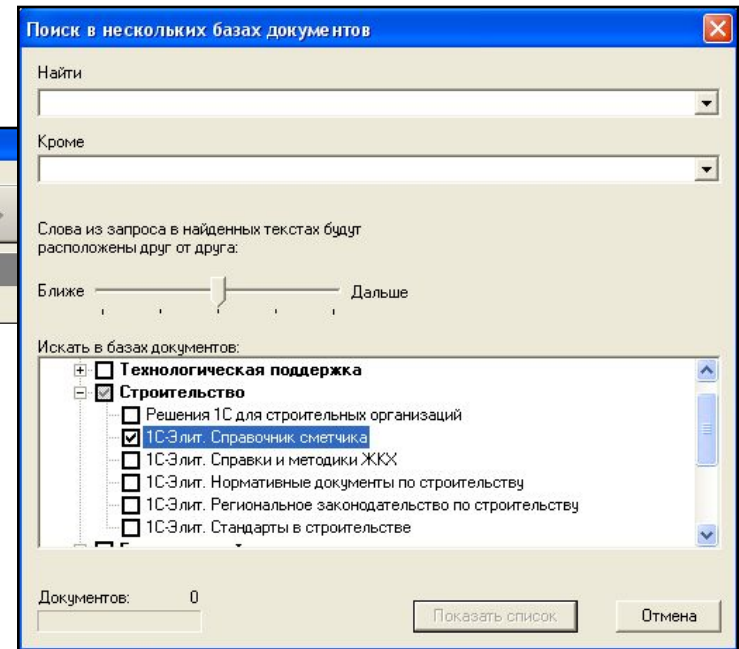 Поиск в нескольких базах документов
Найти
Кроме
Слова из запроса в найденных текстах будут
расположены друг от друга:
Ближе Дальше
Искать в базах документов:
Технологическая поддержка
Строительство
Решения 1С для строительных организаций
1С-Элит. Справочник сметчика
1С-Элит. Справки и методики ЖКХ
1С-Элит. Нормативные документы по строительству
1С-Элит. Региональное законодательство по строительству
1С-Элит. Стандарты в строительстве
Документов: 0
Показать список Отмена